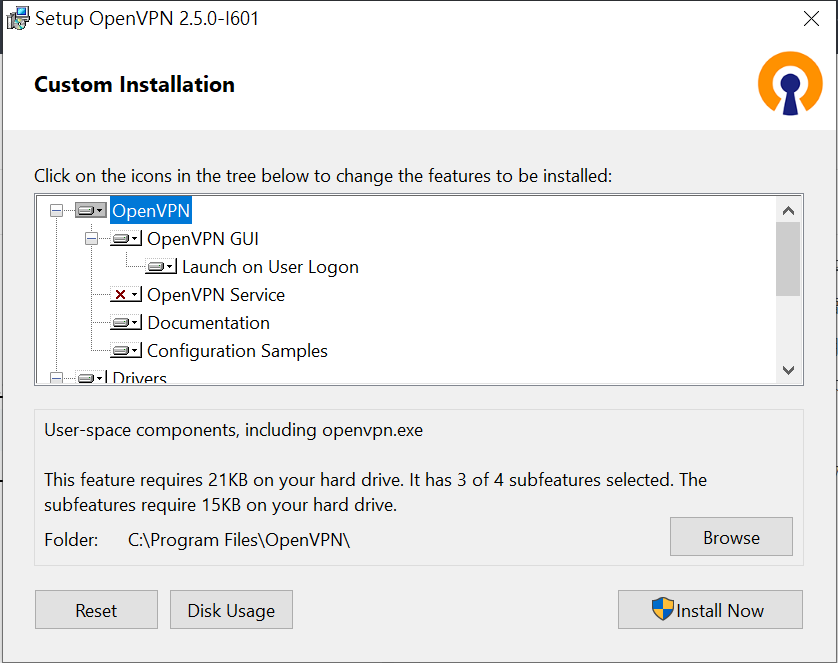 Setup OpenVPN 2.5.0-I601
Custom Installation
Click on the icons in the tree below to change the features to be installed:
OpenVPN
OpenVPN GUI
Launch on User Logon
OpenVPN Service
Documentation
Configuration Samples
Drivers
User-space components, including openvpn.exe
This feature requires 21KB on your hard drive. It has 3 of 4 subfeatures selected. The
subfeatures require 15KB on your hard drive.
Folder: C:\Program Files\OpenVPN\
Browse
Reset Disk Usage Install Now